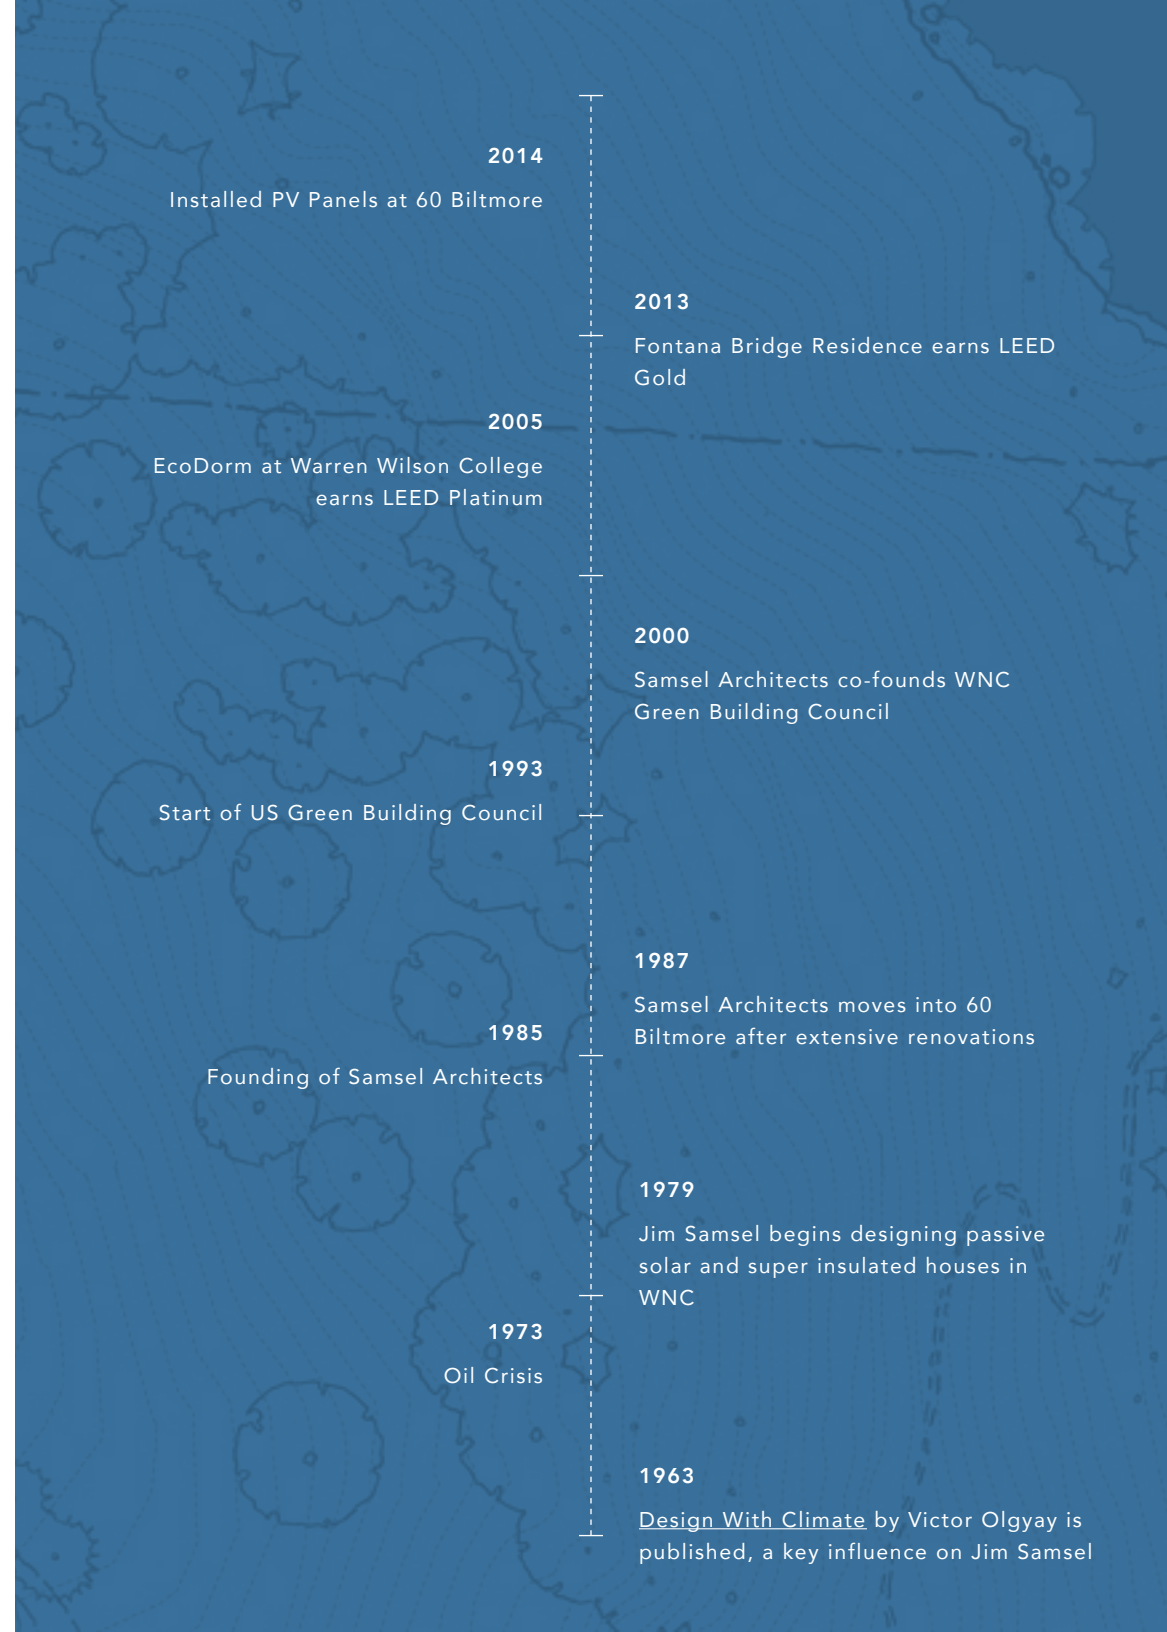 2014
Installed PV Panels at 60 Biltmore
2013
Fontana Bridge Residence earns LEED
Gold
2005
EcoDorm at Warren Wilson College
earns LEED Platinum
2000
Samsel Architects co-founds WNC
Green Building Council
1993
Start of US Green Building Council
1987
Samsel Architects moves into 60
Biltmore after extensive renovations
1985
Founding of Samsel Architects
1979
Jim Samsel begins designing passive
solar and super insulated houses in
WNC
1973
Oil Crisis
1963
Design With Climate by Victor Olgyay is
published, a key influence on Jim Samsel